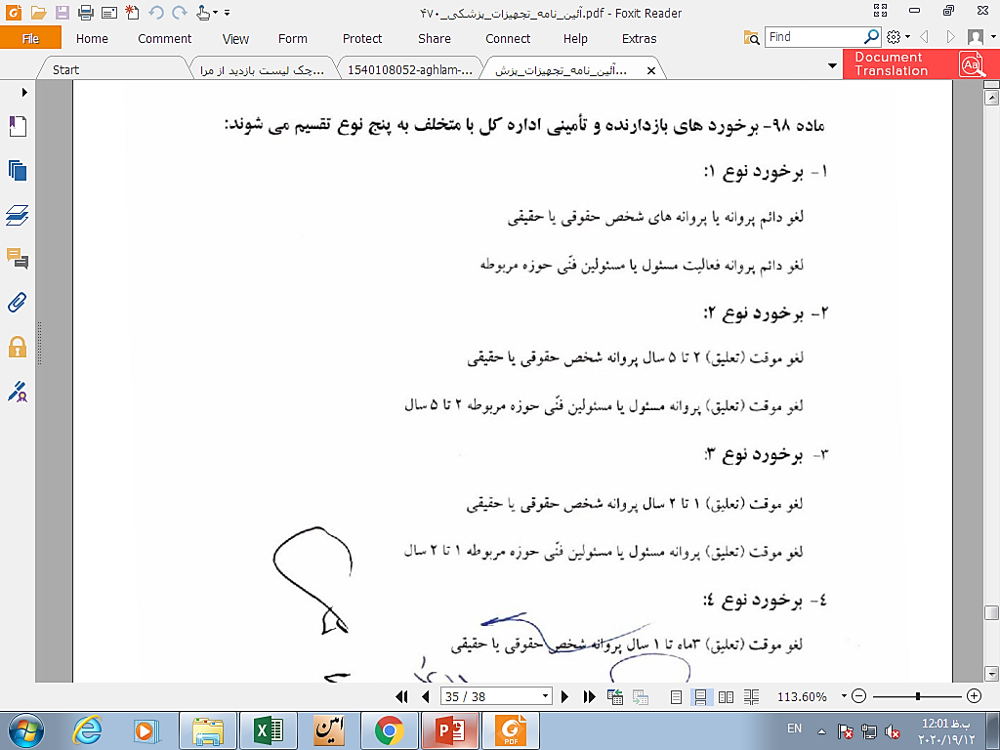 آئین_نامه_تجهیزات_پزشکی_۴۷۰.pdf - Foxit Reader
File Home Comment View Form Protect Share Connect Help Extras Find
Start
چک لیست بازدید از مرا...
1540108052-aghlam-...
آئین_نامه_تجهیزات_پزش...
Document
Translation
ماده ۹۸- برخورد های بازدارنده و تأمینی اداره کل با متخلف به پنج نوع تقسیم می شوند:
۱- برخورد نوع ۱:
لغو دائم پروانه یا پروانه های شخص حقوقی یا حقیقی
لغو دائم پروانه فعالیت مسئول یا مسئولین فنّی حوزه مربوطه
۲- برخورد نوع ۲:
لغو موقت (تعلیق) ۲ تا ۵ سال پروانه شخص حقوقی یا حقیقی
لغو موقت (تعلیق) پروانه مسئول یا مسئولین فنّی حوزه مربوطه ۲ تا ۵ سال
۳- برخورد نوع ۳:
لغو موقت (تعلیق) ۱ تا ۲ سال پروانه شخص حقوقی یا حقیقی
لغو موقت (تعلیق) پروانه مسئول یا مسئولین فنّی حوزه مربوطه ۱ تا ۲ سال
۴- برخورد نوع ۴:
لغو موقت (تعلیق) ۳ماه تا ۱ سال پروانه شخص حقوقی یا حقیقی
35 / 38
113.60%
امین
PDF
EN
12:01 ب.ظ
۲۰۲۰/۱۹/۱۲